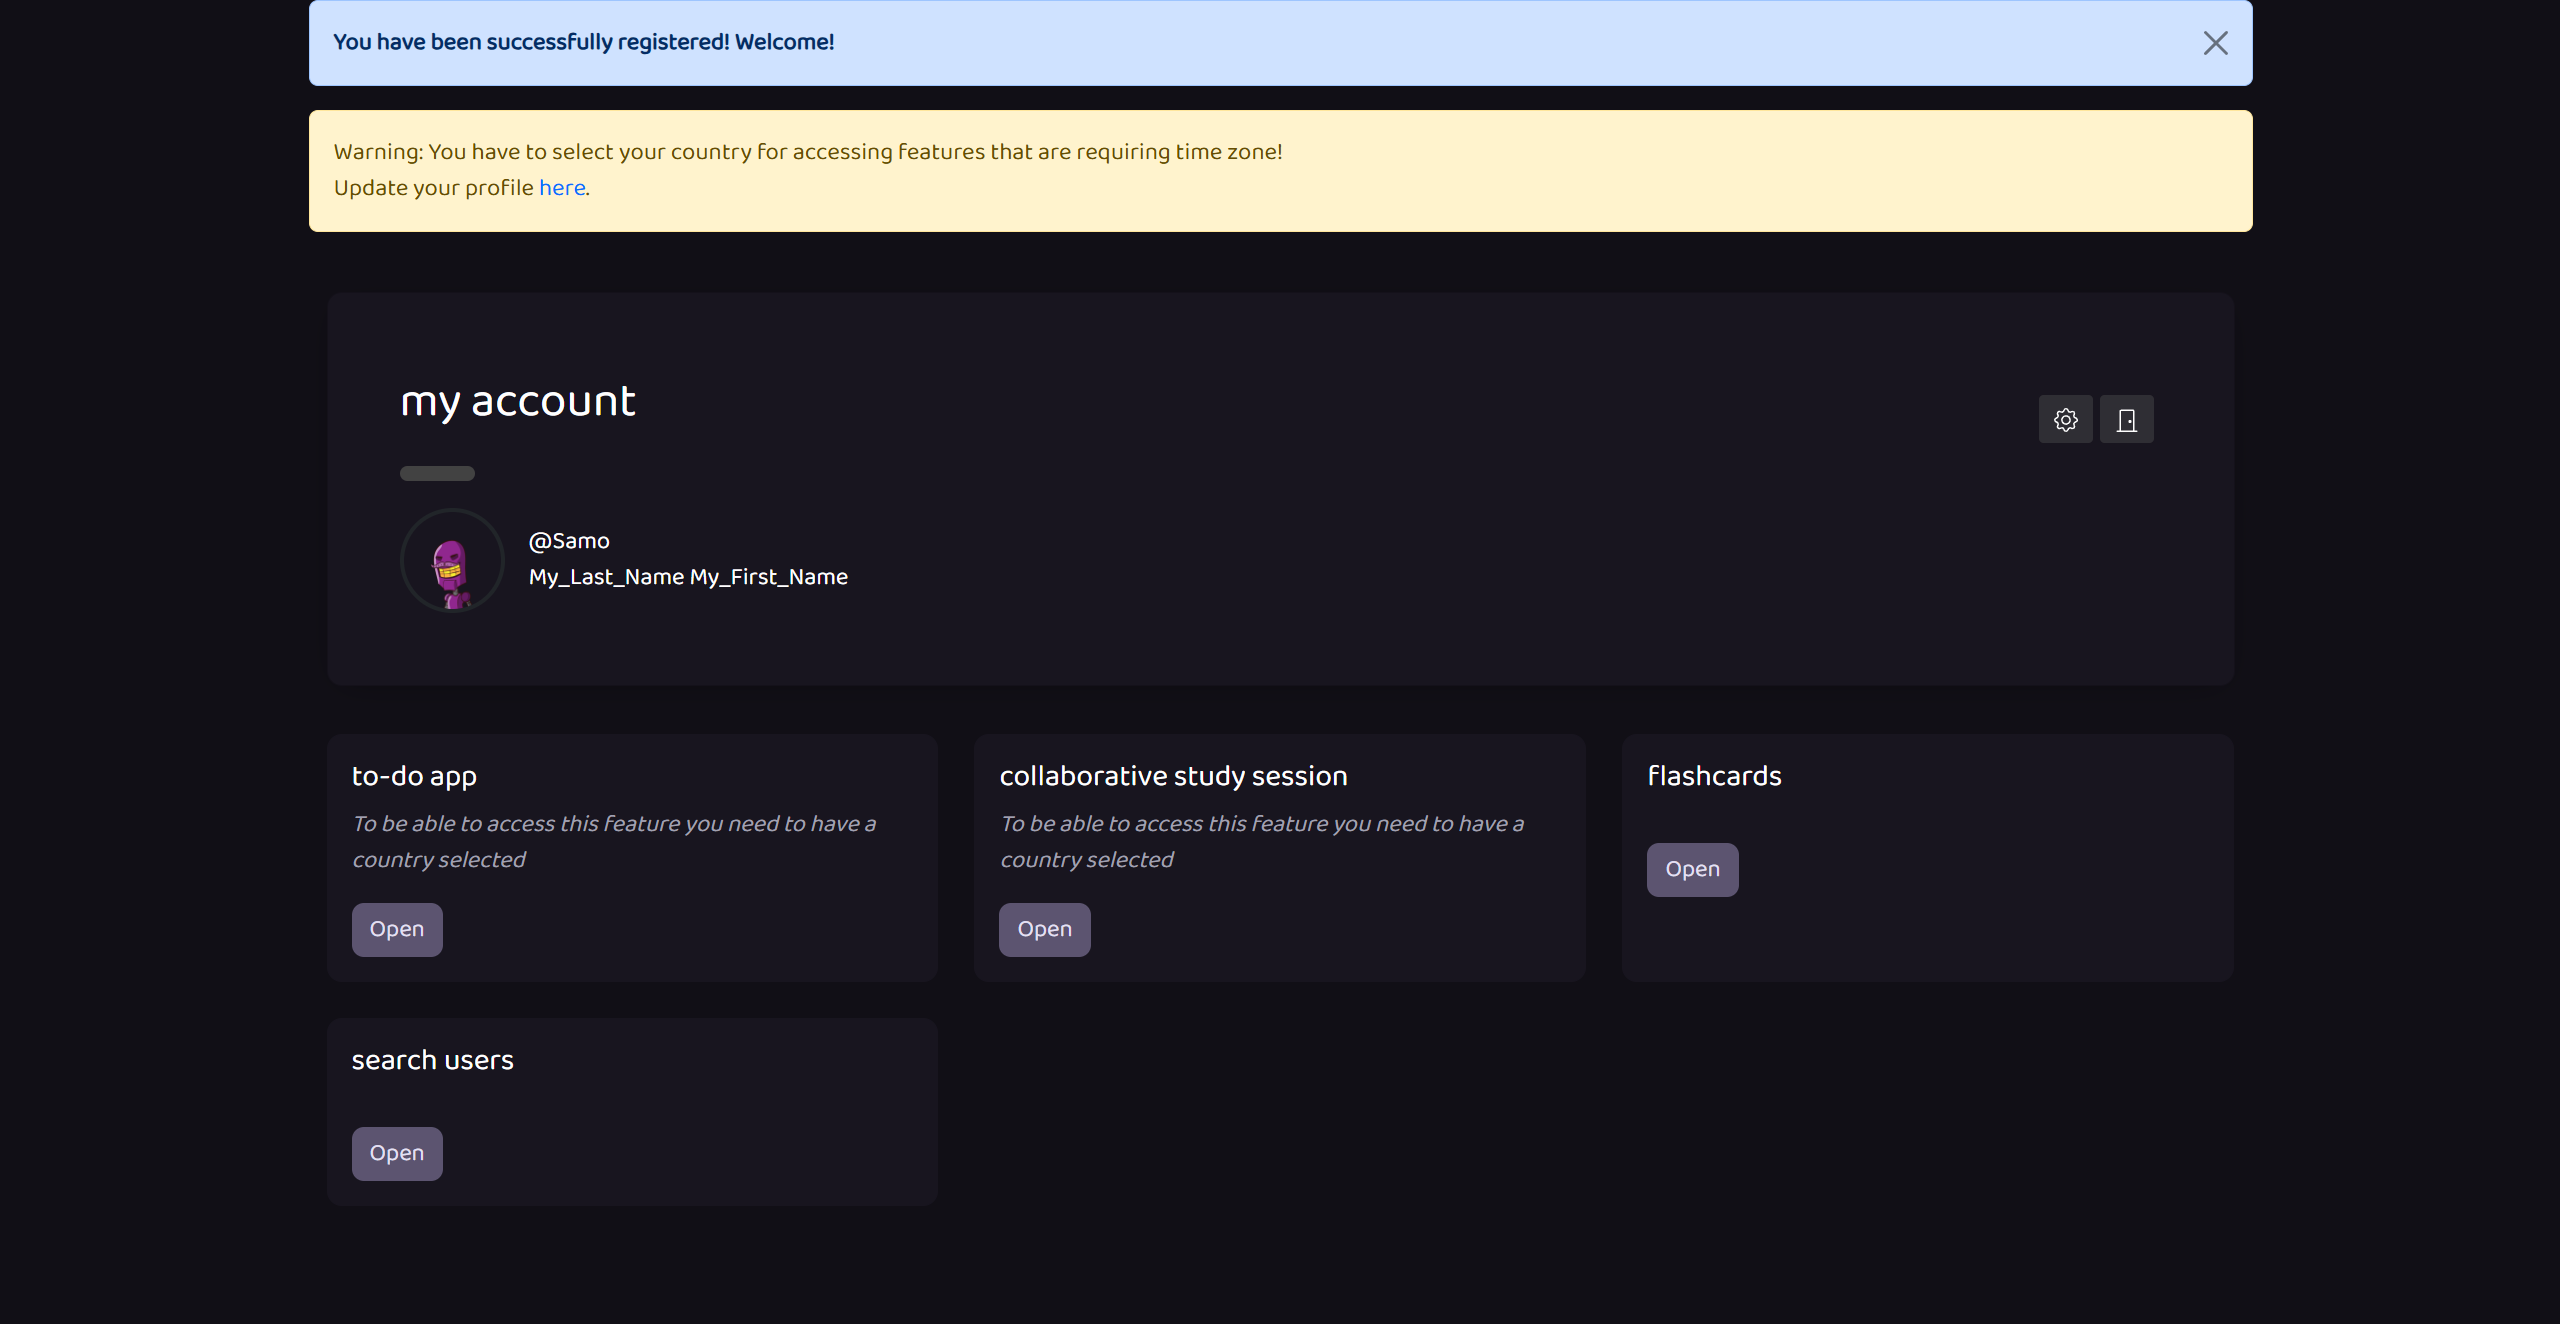 You have been successfully registered! Welcome!
Warning: You have to select your country for accessing features that are requiring time zone!
Update your profile here.
my account
@Samo
My_Last_Name My_First_Name
to-do app
To be able to access this feature you need to have a
country selected
Open
collaborative study session
To be able to access this feature you need to have a
country selected
Open
flashcards
Open
search users
Open